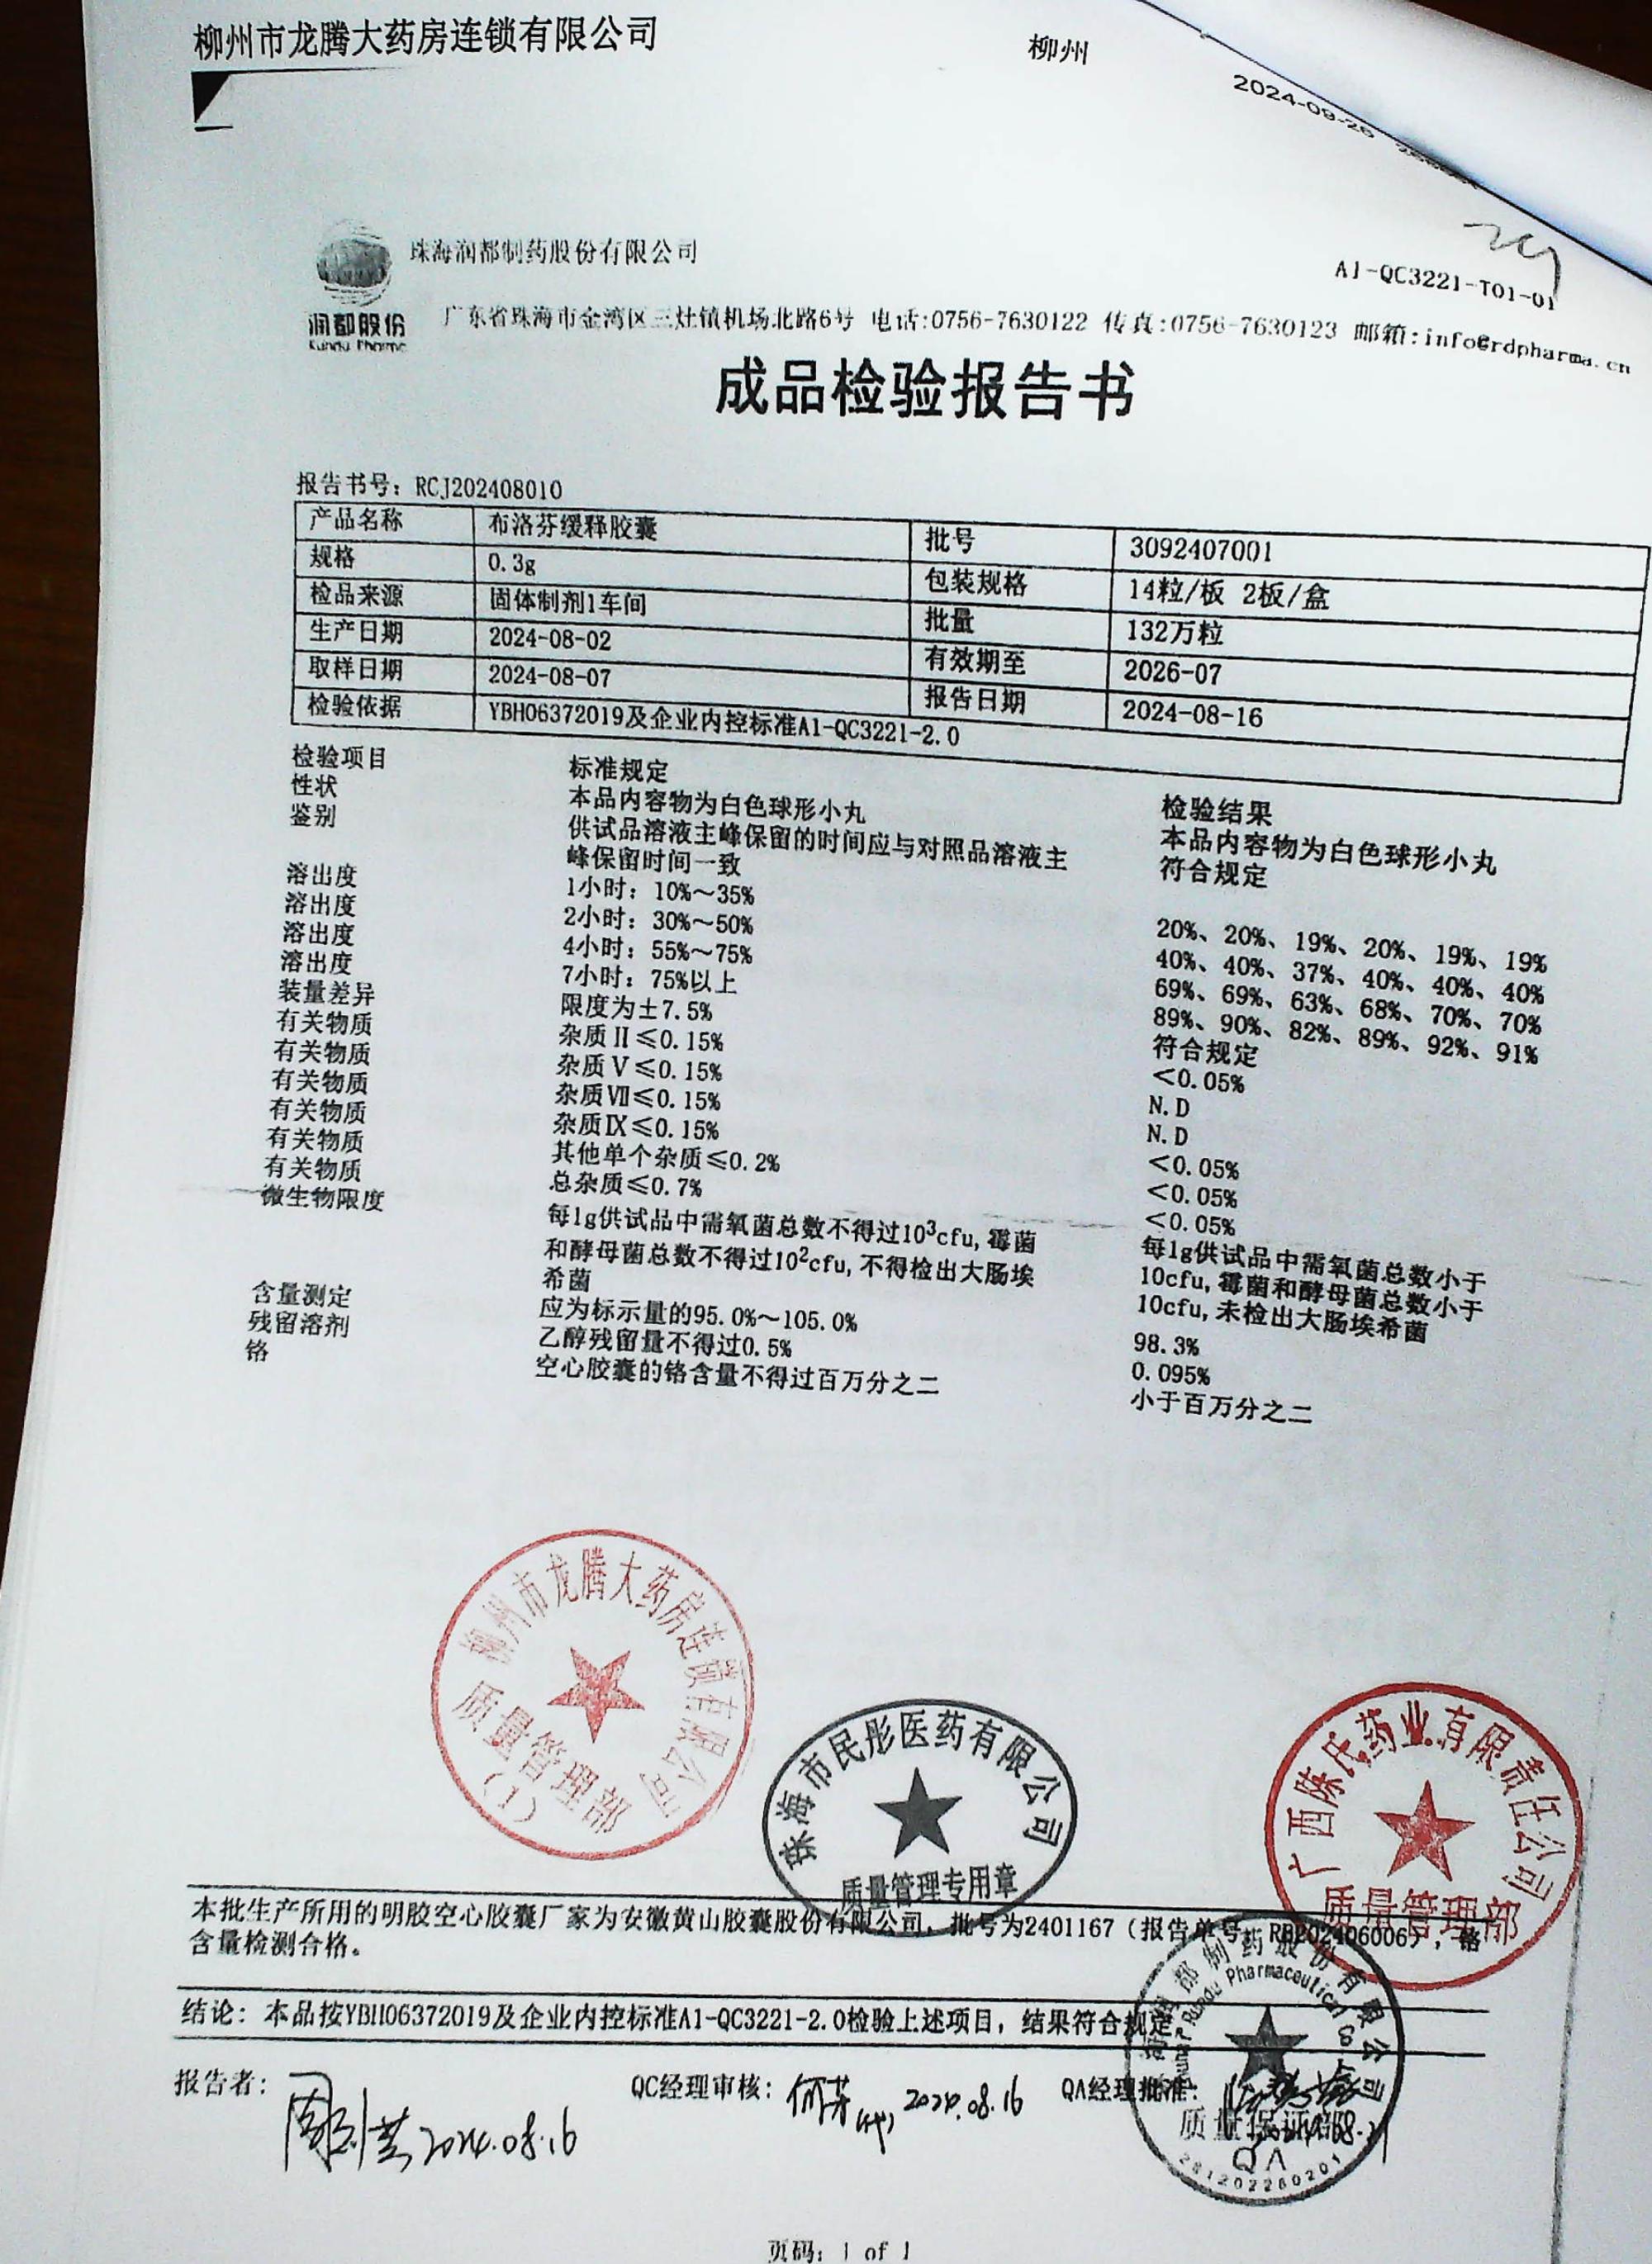 柳州市龙腾大药房连锁有限公司 柳州
2024-09-26
珠海润都制药股份有限公司
A1-QC3221-T01-01
润都股份
Rundu Pharma
广东省珠海市金湾区三灶镇机场北路6号 电话:0756-7630122 传真:0756-7630123 邮箱:info@rdpharma.cn
成品检验报告书
报告书号：RCJ202408010
产品名称 布洛芬缓释胶囊 批号 3092407001
规格 0.3g 包装规格 14粒/板 2板/盒
检品来源 固体制剂1车间 批量 132万粒
生产日期 2024-08-02 有效期至 2026-07
取样日期 2024-08-07 报告日期 2024-08-16
检验依据 YBH06372019及企业内控标准A1-QC3221-2.0
检验项目 标准规定 检验结果
性状 本品内容物为白色球形小丸 本品内容物为白色球形小丸
鉴别 供试品溶液主峰保留的时间应与对照品溶液主 符合规定
峰保留时间一致
溶出度 1小时：10%～35% 20%、20%、19%、20%、19%、19%
溶出度 2小时：30%～50% 40%、40%、37%、40%、40%、40%
溶出度 4小时：55%～75% 69%、69%、63%、68%、70%、70%
溶出度 7小时：75%以上 89%、90%、82%、89%、92%、91%
装量差异 限度为±7.5% 符合规定
有关物质 杂质Ⅱ≤0.15% <0.05%
有关物质 杂质Ⅴ≤0.15% N.D
有关物质 杂质Ⅶ≤0.15% N.D
有关物质 杂质Ⅸ≤0.15% <0.05%
有关物质 其他单个杂质≤0.2% <0.05%
有关物质 总杂质≤0.7% <0.05%
微生物限度 每1g供试品中需氧菌总数不得过10³cfu,霉菌 每1g供试品中需氧菌总数小于
和酵母菌总数不得过10²cfu,不得检出大肠埃 10cfu,霉菌和酵母菌总数小于
希菌 10cfu,未检出大肠埃希菌
含量测定 应为标示量的95.0%～105.0% 98.3%
残留溶剂 乙醇残留量不得过0.5% 0.095%
铬 空心胶囊的铬含量不得过百万分之二 小于百万分之二
柳州市龙腾大药房连锁有限公司
质量管理部
(1)
珠海市民彤医药有限公司
质量管理专用章
广西陈氏药业有限责任公司
质量管理部
本批生产所用的明胶空心胶囊厂家为安徽黄山胶囊股份有限公司，批号为2401167（报告单号：RB202406006），铬
含量检测合格。
结论：本品按YBH06372019及企业内控标准A1-QC3221-2.0检验上述项目，结果符合规定。
都制药股份有限公司
Rundu Pharmaceutical Co.
质量保证部
QA
报告者： 2024.08.16 QC经理审核：何芳(代) 2024.08.16 QA经理批准：
页码：1 of 1